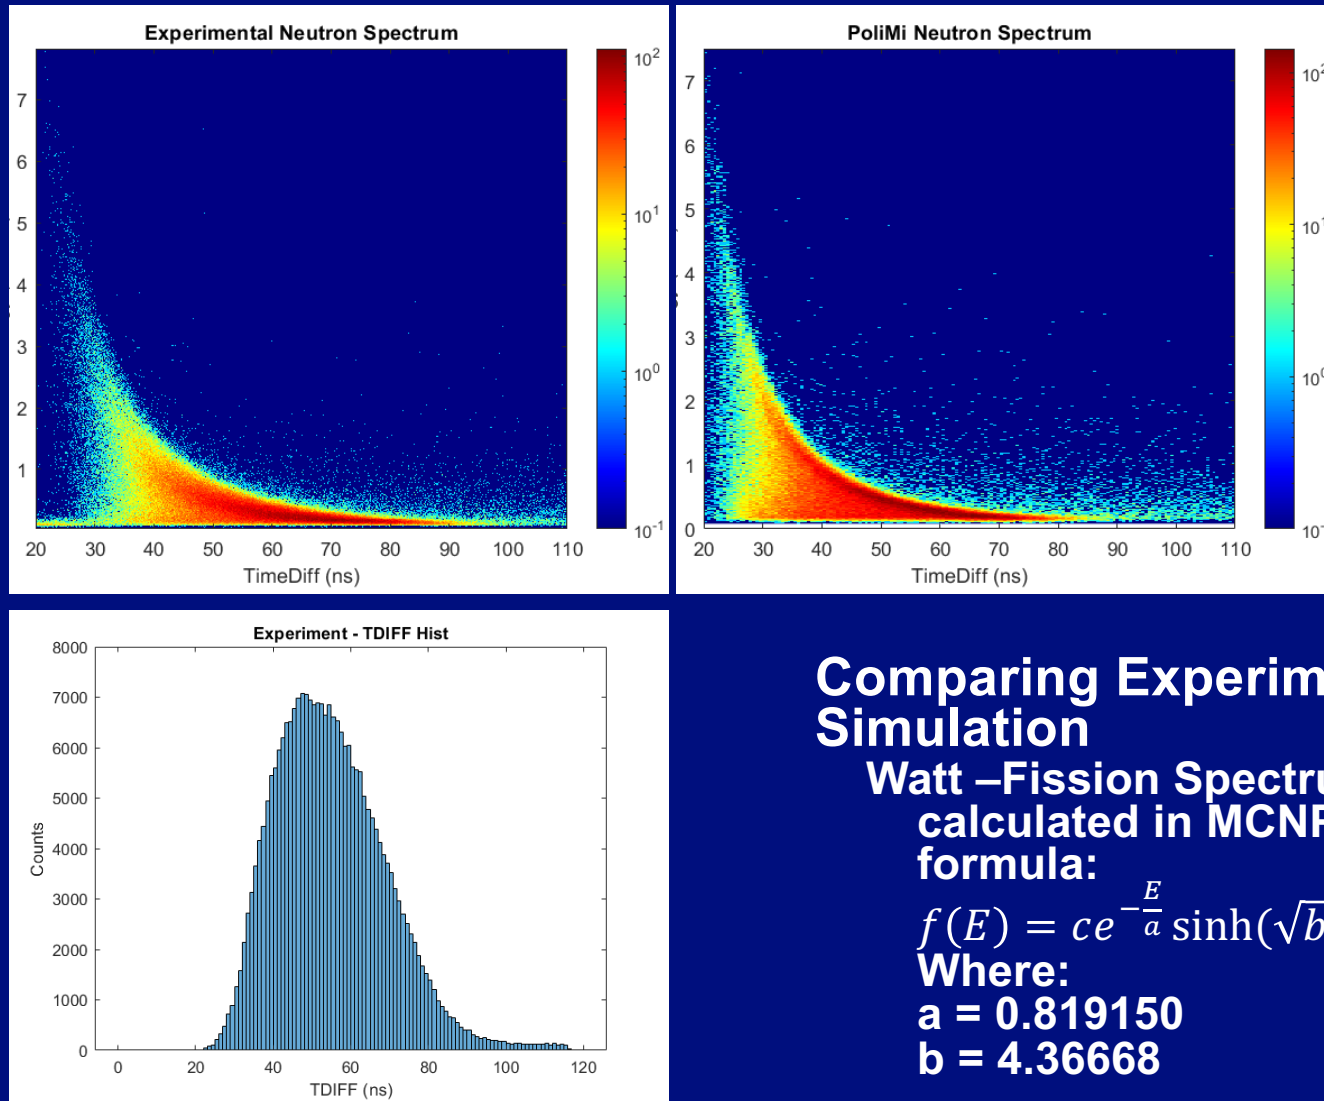 Experimental Neutron Spectrum
7
6
5
4
3
2
1
20 30 40 50 60 70 80 90 100 110
TimeDiff (ns)
10^2
10^1
10^0
10^-1
PoliMi Neutron Spectrum
7
6
5
4
3
2
1
0
20 30 40 50 60 70 80 90 100 110
TimeDiff (ns)
Experiment - TDIFF Hist
8000
7000
6000
5000
4000
3000
2000
1000
0
Counts
0 20 40 60 80 100 120
TDIFF (ns)
Comparing Experim
Simulation
Watt –Fission Spectru
calculated in MCNP
formula:
f(E) = ce^{-E/a} sinh(√b
Where:
a = 0.819150
b = 4.36668